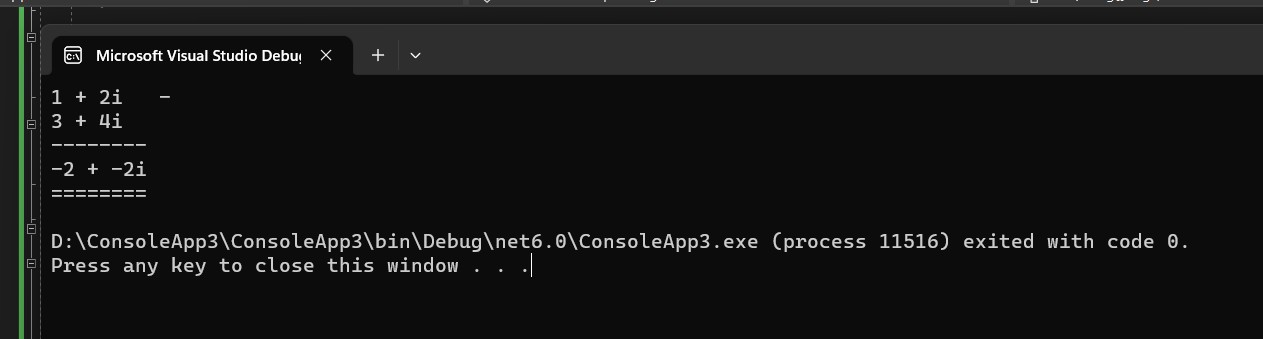 Microsoft Visual Studio Debu
1 + 2i   -
3 + 4i
--------
-2 + -2i
========
D:\ConsoleApp3\ConsoleApp3\bin\Debug\net6.0\ConsoleApp3.exe (process 11516) exited with code 0.
Press any key to close this window . . .